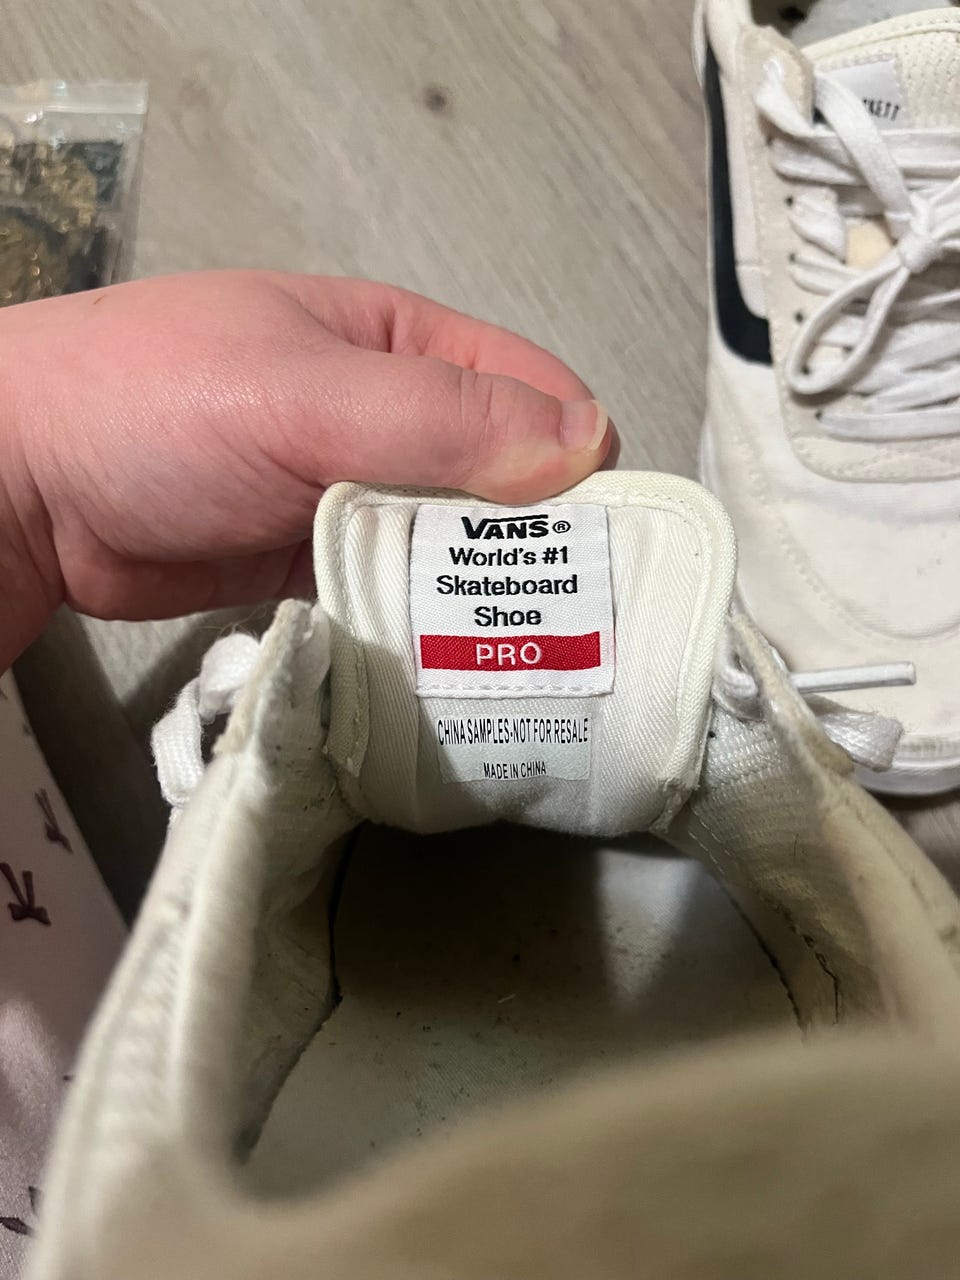 VANS®
World's #1
Skateboard
Shoe
PRO
CHINA SAMPLES-NOT FOR RESALE
MADE IN CHINA